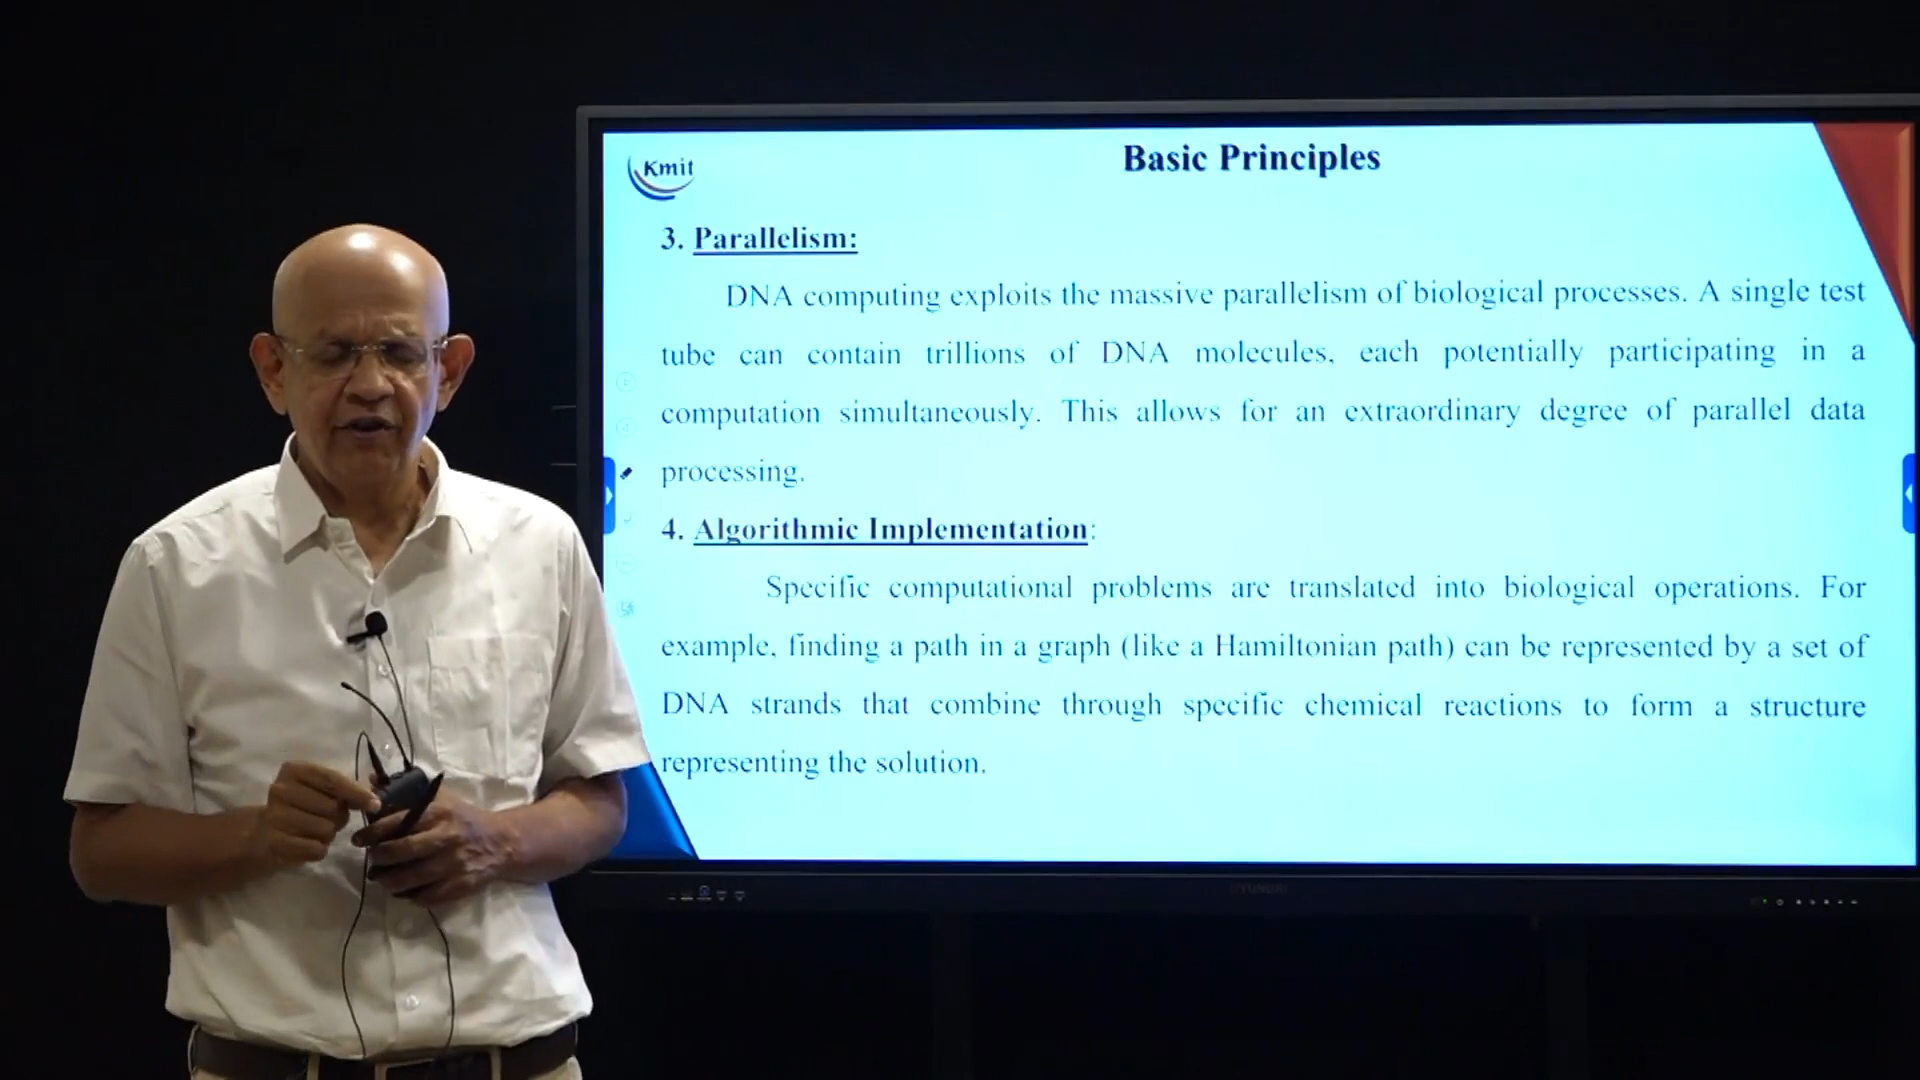 Kmit
Basic Principles
3. Parallelism:
DNA computing exploits the massive parallelism of biological processes. A single test
tube can contain trillions of DNA molecules, each potentially participating in a
computation simultaneously. This allows for an extraordinary degree of parallel data
processing.
4. Algorithmic Implementation:
Specific computational problems are translated into biological operations. For
example, finding a path in a graph (like a Hamiltonian path) can be represented by a set of
DNA strands that combine through specific chemical reactions to form a structure
representing the solution.
HYUNDAI